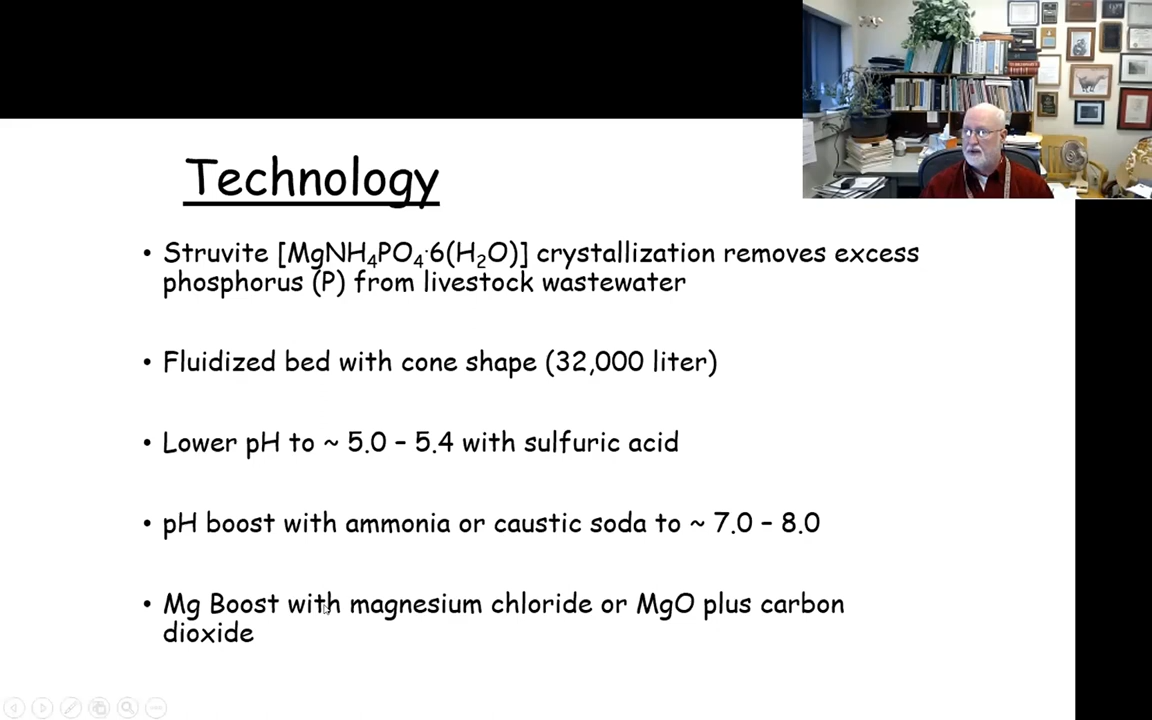 Technology
• Struvite [MgNH₄PO₄·6(H₂O)] crystallization removes excess
phosphorus (P) from livestock wastewater
• Fluidized bed with cone shape (32,000 liter)
• Lower pH to ~ 5.0 – 5.4 with sulfuric acid
• pH boost with ammonia or caustic soda to ~ 7.0 – 8.0
• Mg Boost with magnesium chloride or MgO plus carbon
dioxide